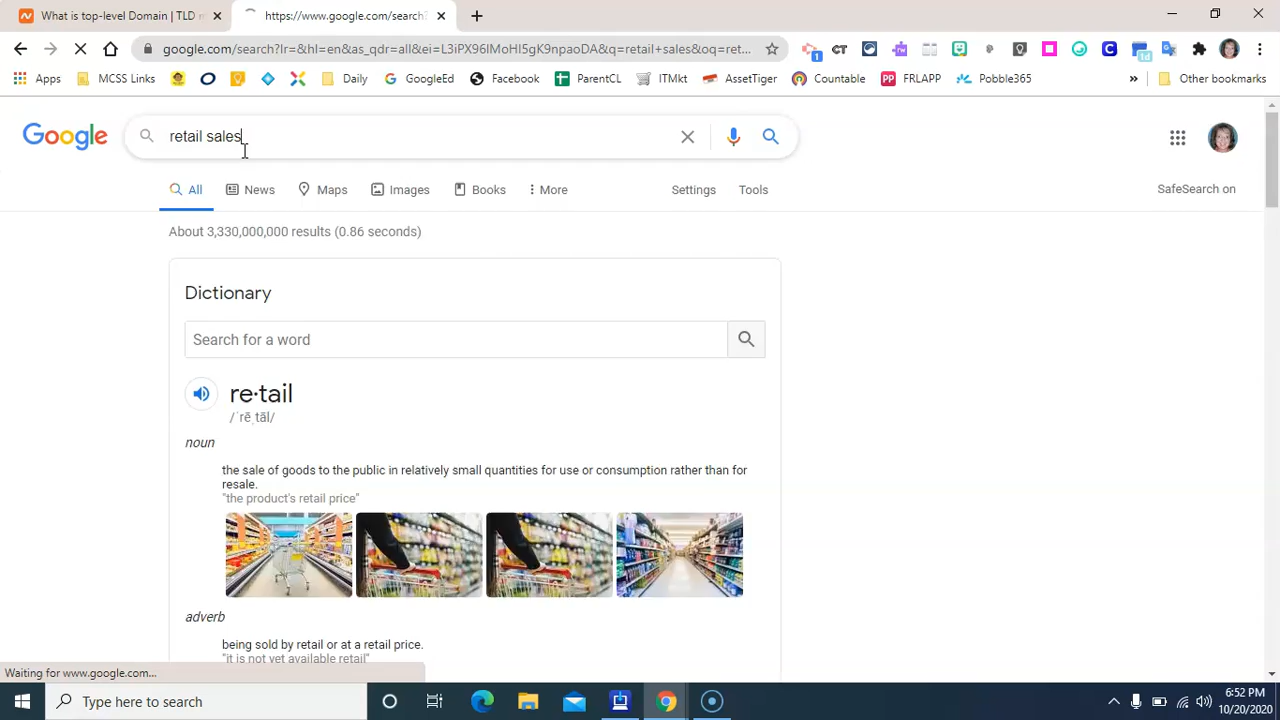 What is top-level Domain | TLD
https://www.google.com/search?
google.com/search?lr=&hl=en&as_qdr=all&ei=L3iPX96IMoHI5gK9npaoDA&q=retail+sales&oq=ret...
1
CT
1d
Apps
MCSS Links
Daily
GoogleEE
Facebook
ParentCL
ITMkt
AssetTiger
Countable
PP FRLAPP
Pobble365
»
Other bookmarks
Google
retail sales
All
News
Maps
Images
Books
More
Settings
Tools
SafeSearch on
About 3,330,000,000 results (0.86 seconds)
Dictionary
Search for a word
re·tail
/ˈrēˌtāl/
noun
the sale of goods to the public in relatively small quantities for use or consumption rather than for
resale.
"the product's retail price"
adverb
being sold by retail or at a retail price.
"it is not yet available retail"
Waiting for www.google.com...
Type here to search
6:52 PM
10/20/2020